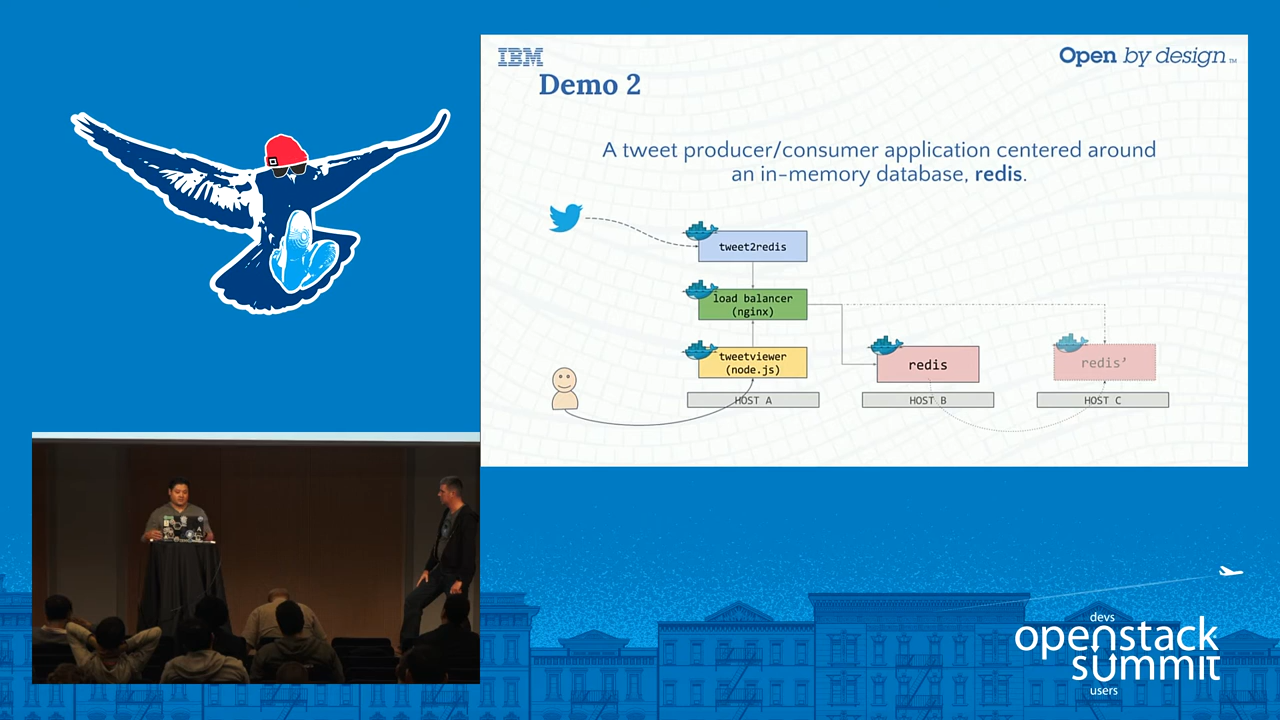 IBM
Open by design™
Demo 2
A tweet producer/consumer application centered around
an in-memory database, redis.
tweet2redis
load balancer
(nginx)
tweetviewer
(node.js)
redis
redis’
HOST A
HOST B
HOST C
devs
openstack
summit
users